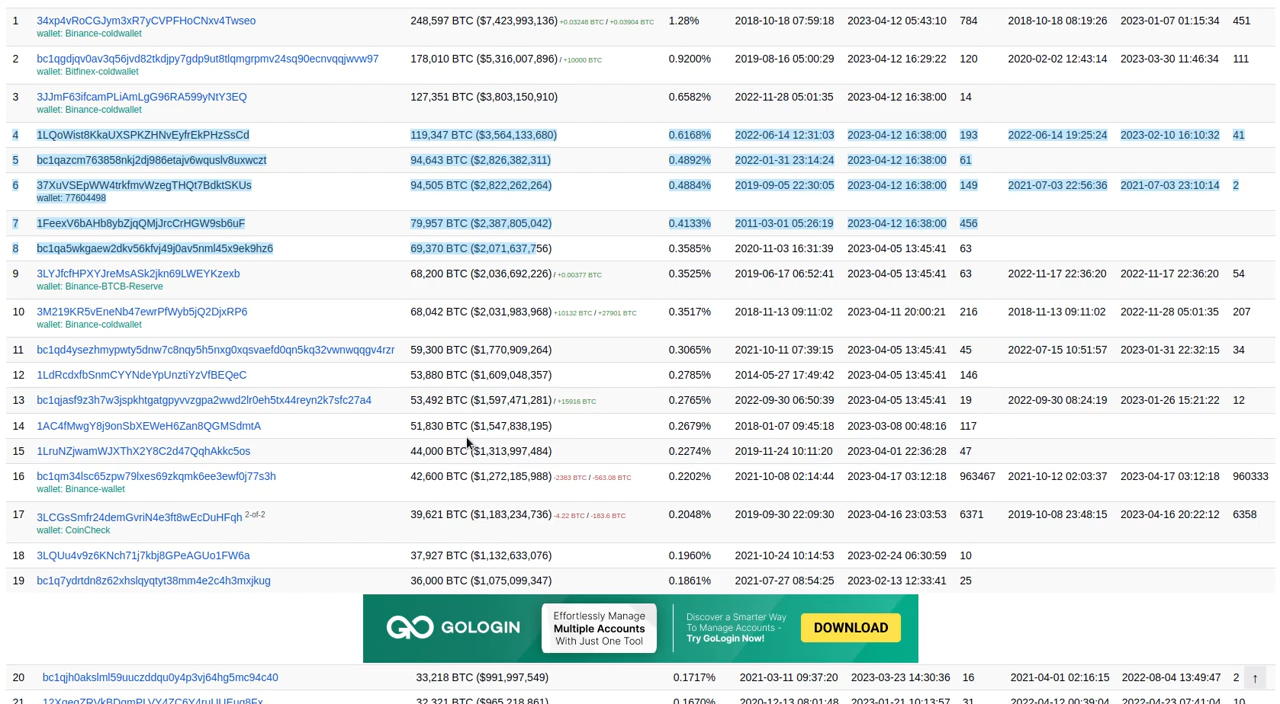 1 34xp4vRoCGJym3xR7yCVPFHoCNxv4Twseo 248,597 BTC ($7,423,993,136) +0.03248 BTC / +0.03904 BTC 1.28% 2018-10-18 07:59:18 2023-04-12 05:43:10 784 2018-10-18 08:19:26 2023-01-07 01:15:34 451
wallet: Binance-coldwallet
2 bc1qgdjqv0av3q56jvd82tkdjpy7gdp9ut8tlqmgrpmv24sq90ecnvqqjwvw97 178,010 BTC ($5,316,007,896) / +10000 BTC 0.9200% 2019-08-16 05:00:29 2023-04-12 16:29:22 120 2020-02-02 12:43:14 2023-03-30 11:46:34 111
wallet: Bitfinex-coldwallet
3 3JJmF63ifcamPLiAmLgG96RA599yNtY3EQ 127,351 BTC ($3,803,150,910) 0.6582% 2022-11-28 05:01:35 2023-04-12 16:38:00 14
wallet: Binance-coldwallet
4 1LQoWist8KkaUXSPKZHNvEyfrEkPHzSsCd 119,347 BTC ($3,564,133,680) 0.6168% 2022-06-14 12:31:03 2023-04-12 16:38:00 193 2022-06-14 19:25:24 2023-02-10 16:10:32 41
5 bc1qazcm763858nkj2dj986etajv6wquslv8uxwczt 94,643 BTC ($2,826,382,311) 0.4892% 2022-01-31 23:14:24 2023-04-12 16:38:00 61
6 37XuVSEpWW4trkfmvWzegTHQt7BdktSKUs 94,505 BTC ($2,822,262,264) 0.4884% 2019-09-05 22:30:05 2023-04-12 16:38:00 149 2021-07-03 22:56:36 2021-07-03 23:10:14 2
wallet: 77604498
7 1FeexV6bAHb8ybZjqQMjJrcCrHGW9sb6uF 79,957 BTC ($2,387,805,042) 0.4133% 2011-03-01 05:26:19 2023-04-12 16:38:00 456
8 bc1qa5wkgaew2dkv56kfvj49j0av5nml45x9ek9hz6 69,370 BTC ($2,071,637,756) 0.3585% 2020-11-03 16:31:39 2023-04-05 13:45:41 63
9 3LYJfcfHPXYJreMsASk2jkn69LWEYKzexb 68,200 BTC ($2,036,692,226) / +0.00377 BTC 0.3525% 2019-06-17 06:52:41 2023-04-05 13:45:41 63 2022-11-17 22:36:20 2022-11-17 22:36:20 54
wallet: Binance-BTCB-Reserve
10 3M219KR5vEneNb47ewrPfWyb5jQ2DjxRP6 68,042 BTC ($2,031,983,968) +10132 BTC / +27901 BTC 0.3517% 2018-11-13 09:11:02 2023-04-11 20:00:21 216 2018-11-13 09:11:02 2022-11-28 05:01:35 207
wallet: Binance-coldwallet
11 bc1qd4ysezhmypwty5dnw7c8nqy5h5nxg0xqsvaefd0qn5kq32vwnwqqgv4rzr 59,300 BTC ($1,770,909,264) 0.3065% 2021-10-11 07:39:15 2023-04-05 13:45:41 45 2022-07-15 10:51:57 2023-01-31 22:32:15 34
12 1LdRcdxfbSnmCYYNdeYpUnztiYzVfBEQeC 53,880 BTC ($1,609,048,357) 0.2785% 2014-05-27 17:49:42 2023-04-05 13:45:41 146
13 bc1qjasf9z3h7w3jspkhtgatgpyvvzgpa2wwd2lr0eh5tx44reyn2k7sfc27a4 53,492 BTC ($1,597,471,281) / +15916 BTC 0.2765% 2022-09-30 06:50:39 2023-04-05 13:45:41 19 2022-09-30 08:24:19 2023-01-26 15:21:22 12
14 1AC4fMwgY8j9onSbXEWeH6Zan8QGMSdmtA 51,830 BTC ($1,547,838,195) 0.2679% 2018-01-07 09:45:18 2023-03-08 00:48:16 117
15 1LruNZjwamWJXThX2Y8C2d47QqhAkkc5os 44,000 BTC ($1,313,997,484) 0.2274% 2019-11-24 10:11:20 2023-04-01 22:36:28 47
16 bc1qm34lsc65zpw79lxes69zkqmk6ee3ewf0j77s3h 42,600 BTC ($1,272,185,988) -2383 BTC / -563.08 BTC 0.2202% 2021-10-08 02:14:44 2023-04-17 03:12:18 963467 2021-10-12 02:03:37 2023-04-17 03:12:18 960333
wallet: Binance-wallet
17 3LCGsSmfr24demGvriN4e3ft8wEcDuHFqh 2-of-2 39,621 BTC ($1,183,234,736) -4.22 BTC / -183.6 BTC 0.2048% 2019-09-30 22:09:30 2023-04-16 23:03:53 6371 2019-10-08 23:48:15 2023-04-16 20:22:12 6358
wallet: CoinCheck
18 3LQUu4v9z6KNch71j7kbj8GPeAGUo1FW6a 37,927 BTC ($1,132,633,076) 0.1960% 2021-10-24 10:14:53 2023-02-24 06:30:59 10
19 bc1q7ydrtdn8z62xhslqyqtyt38mm4e2c4h3mxjkug 36,000 BTC ($1,075,099,347) 0.1861% 2021-07-27 08:54:25 2023-02-13 12:33:41 25
GOLOGIN
Effortlessly Manage
Multiple Accounts
With Just One Tool
Discover a Smarter Way
To Manage Accounts -
Try GoLogin Now!
DOWNLOAD
20 bc1qjh0akslml59uuczddqu0y4p3vj64hg5mc94c40 33,218 BTC ($991,997,549) 0.1717% 2021-03-11 09:37:20 2023-03-23 14:30:36 16 2021-04-01 02:16:15 2022-08-04 13:49:47 2 ↑
21 32,321 BTC ($965,218,861) 0.1670% 2020-12-13 08:01:48 2023-01-21 10:13:57 31 2022-04-12 00:39:04 2022-04-23 07:41:04 10